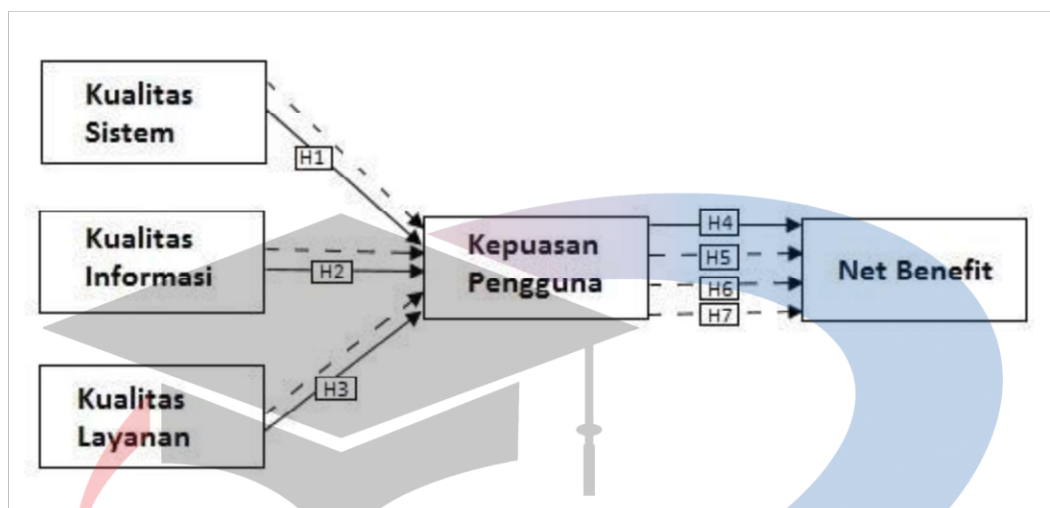 Kualitas
Sistem
H1
Kualitas
Informasi
H2
Kualitas
Layanan
H3
Kepuasan
Pengguna
H4
H5
H6
H7
Net Benefit